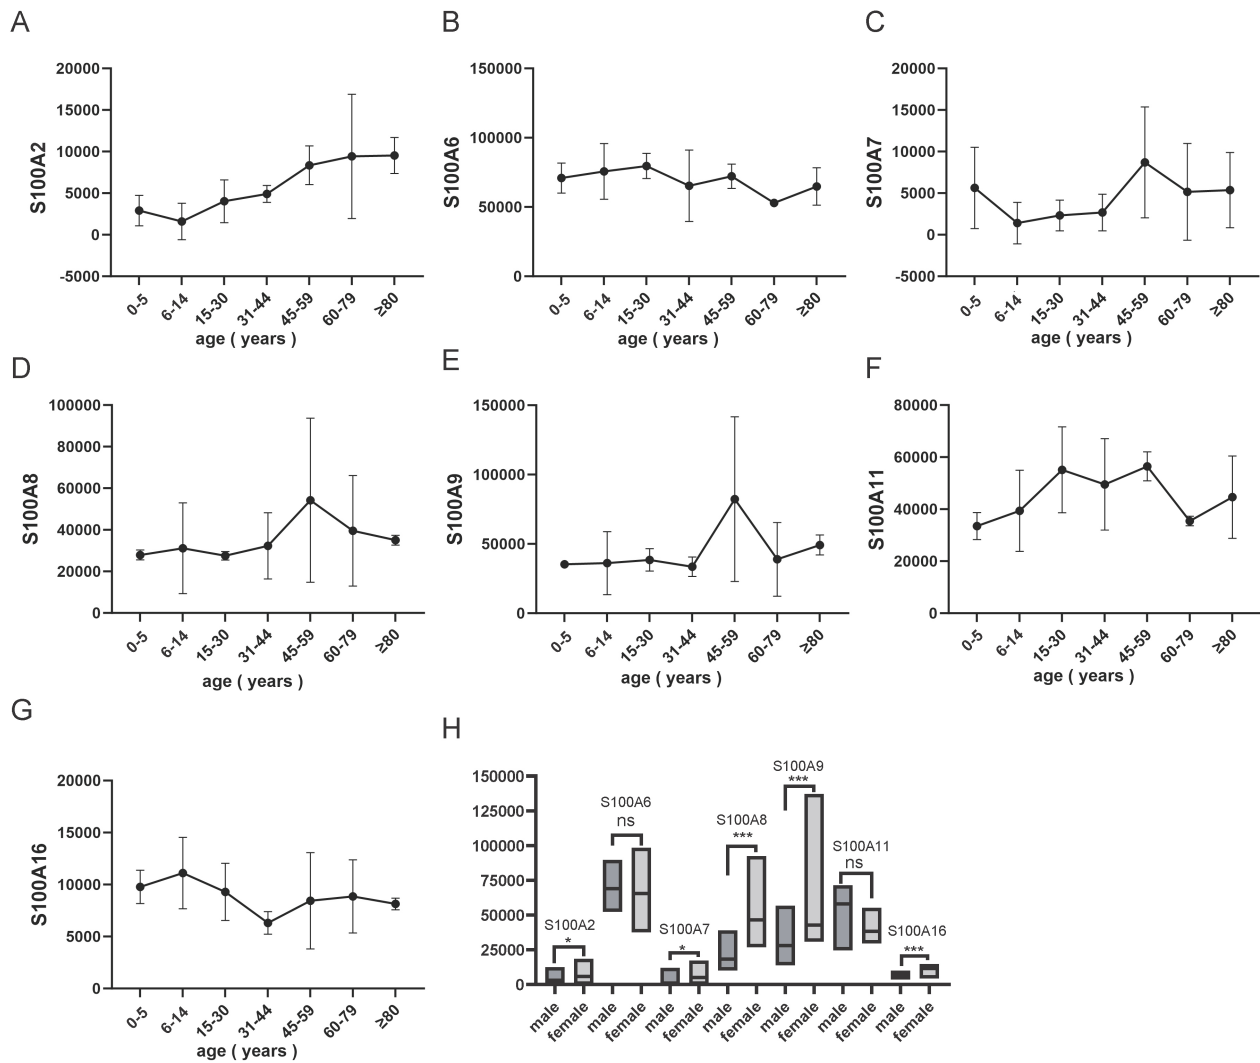 A
S100A2
20000
15000
10000
5000
0
-5000
0-5
6-14
15-30
31-44
45-59
60-79
≥80
age ( years )
B
S100A6
150000
100000
50000
0
0-5
6-14
15-30
31-44
45-59
60-79
≥80
age ( years )
C
S100A7
20000
15000
10000
5000
0
-5000
0-5
6-14
15-30
31-44
45-59
60-79
≥80
age ( years )
D
S100A8
100000
80000
60000
40000
20000
0
0-5
6-14
15-30
31-44
45-59
60-79
≥80
age ( years )
E
S100A9
150000
100000
50000
0
0-5
6-14
15-30
31-44
45-59
60-79
≥80
age ( years )
F
S100A11
80000
60000
40000
20000
0
0-5
6-14
15-30
31-44
45-59
60-79
≥80
age ( years )
G
S100A16
20000
15000
10000
5000
0
0-5
6-14
15-30
31-44
45-59
60-79
≥80
age ( years )
H
150000
125000
100000
75000
50000
25000
0
S100A2
*
S100A6
ns
S100A7
*
S100A8
***
S100A9
***
S100A11
ns
S100A16
***
male
female
male
female
male
female
male
female
male
female
male
female
male
female